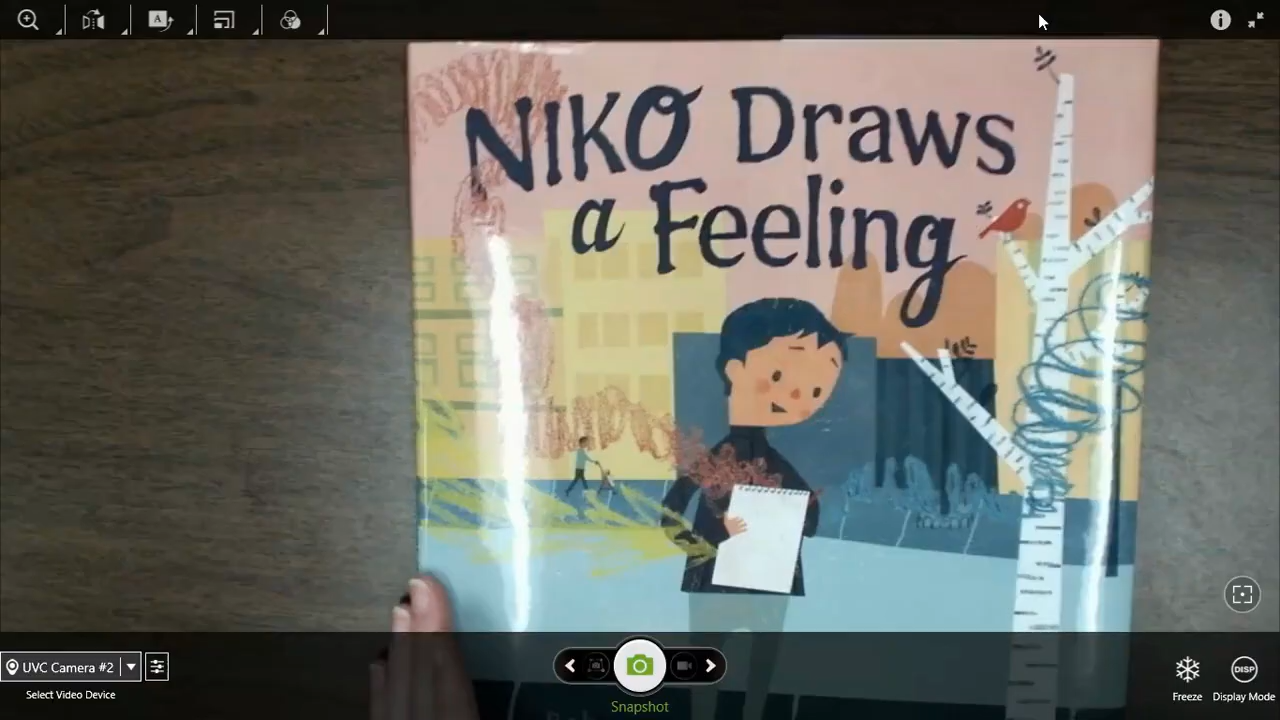 NIKO Draws
a Feeling
UVC Camera #2
Select Video Device
Snapshot
Freeze
DISP
Display Mode